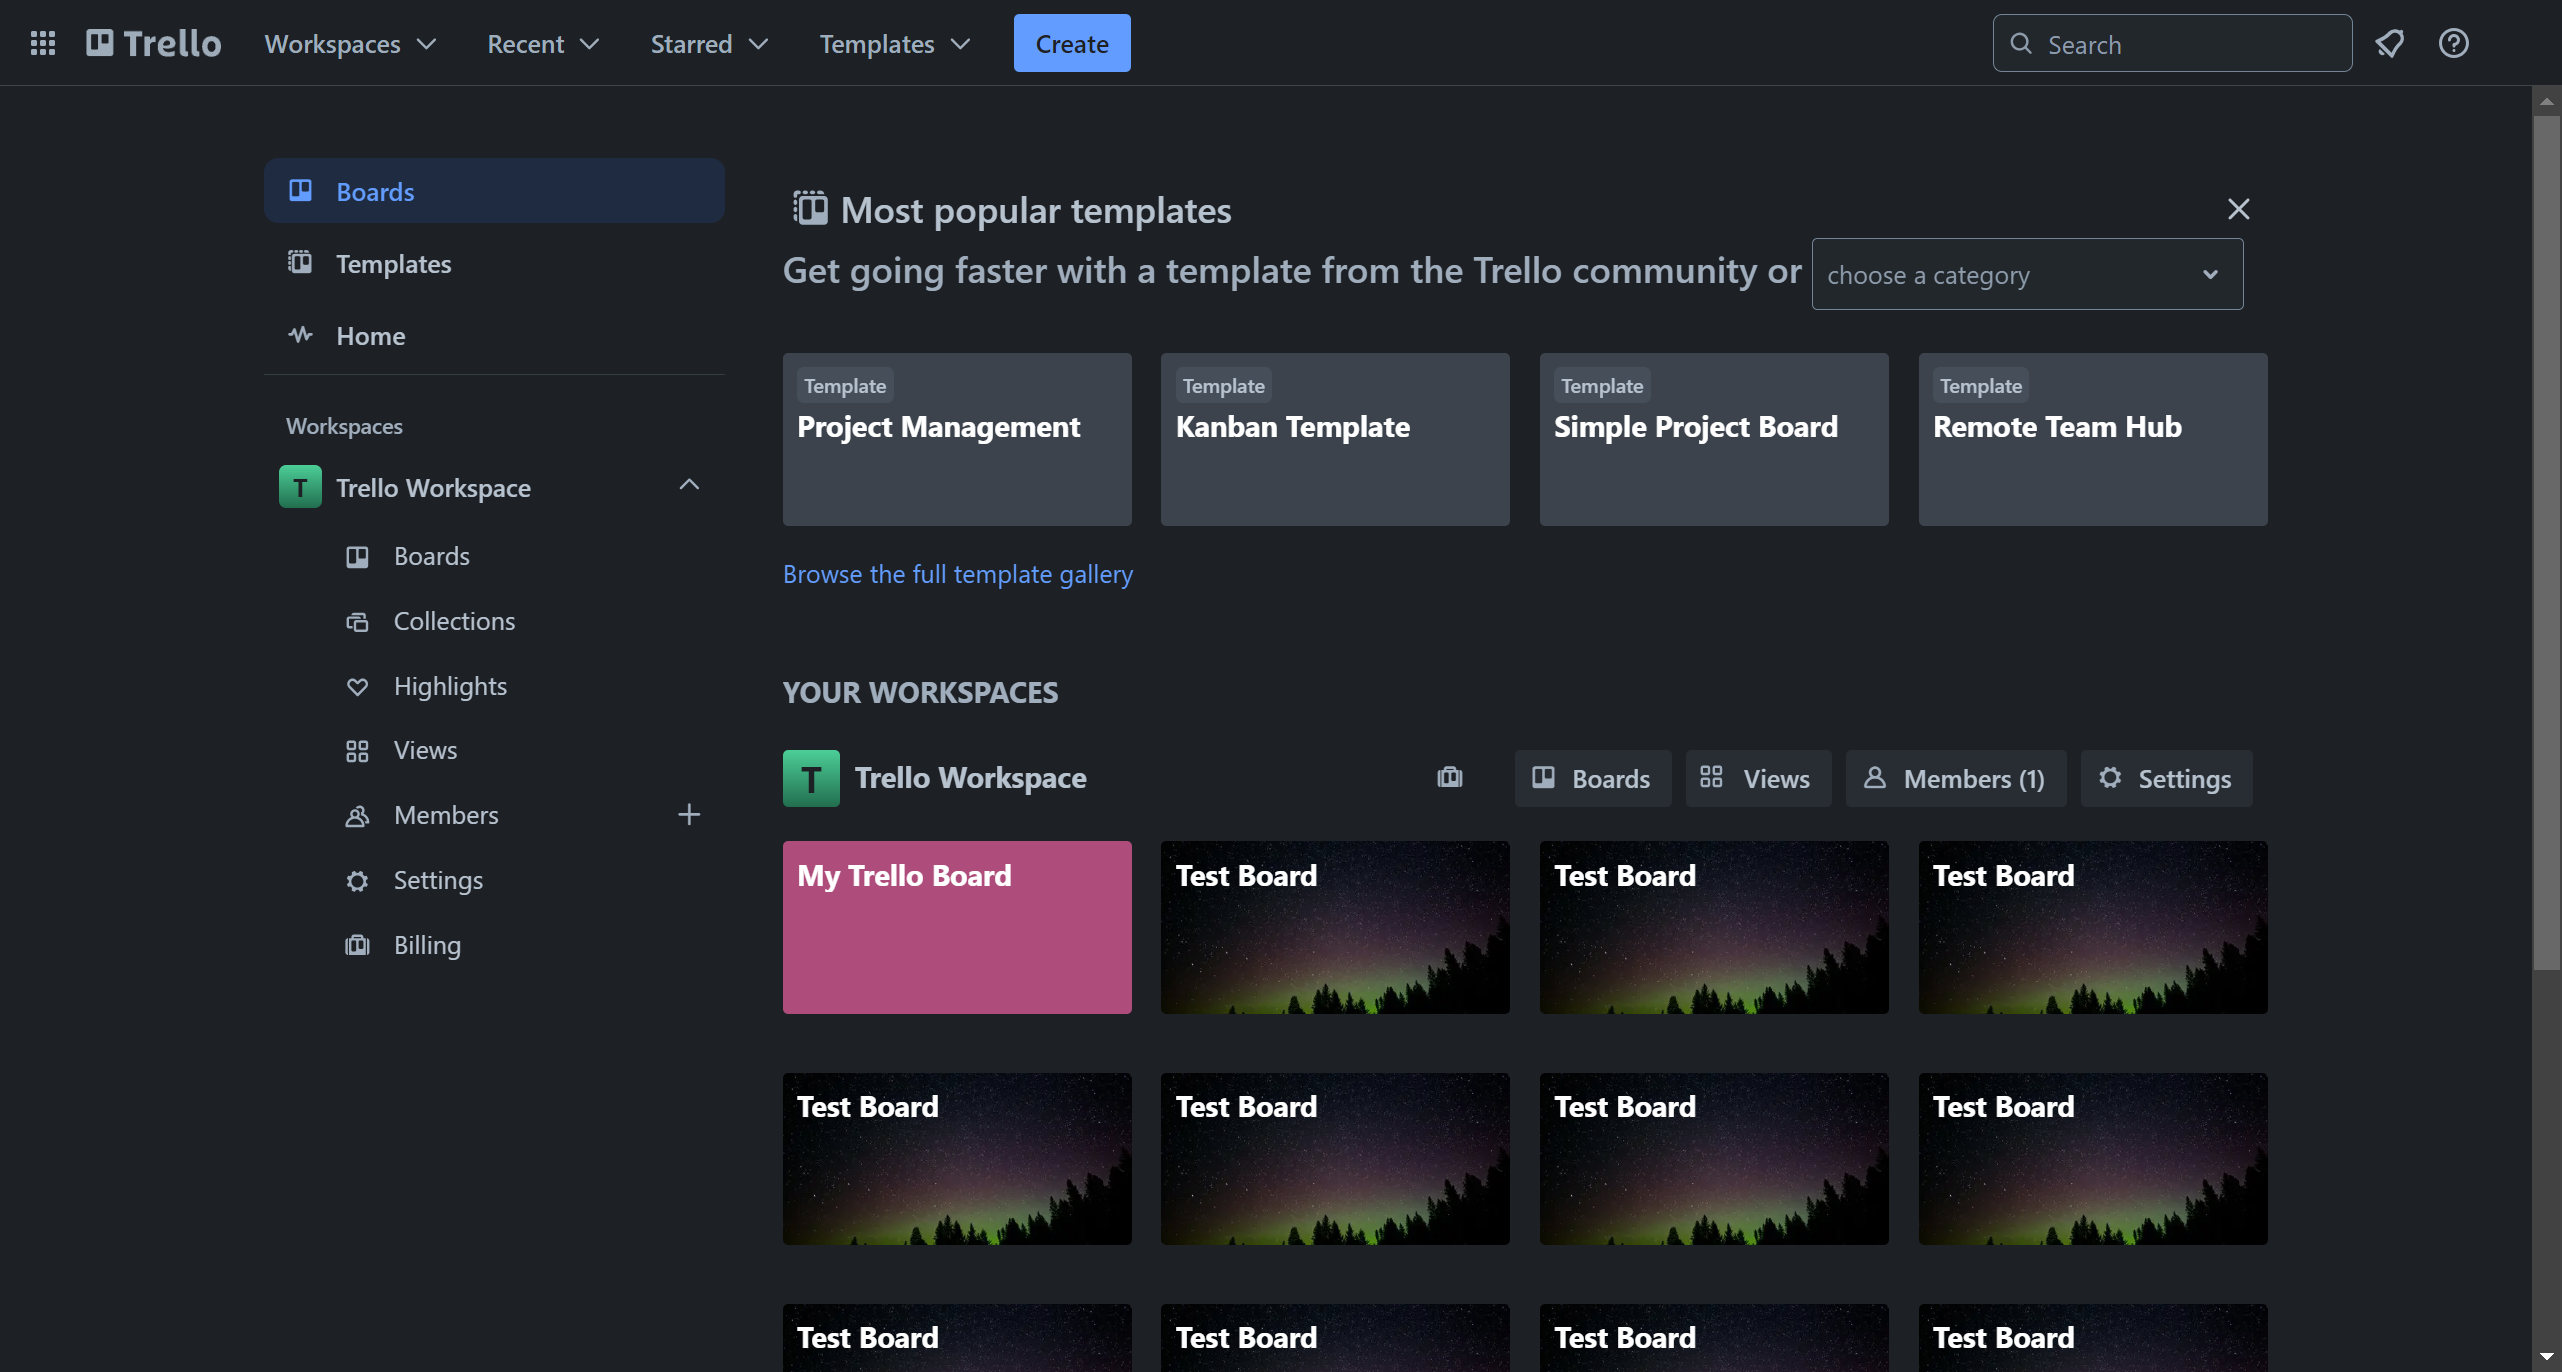 Trello
Workspaces
Recent
Starred
Templates
Create
Search
Boards
Templates
Home
Workspaces
T
Trello Workspace
Boards
Collections
Highlights
Views
Members
Settings
Billing
Most popular templates
Get going faster with a template from the Trello community or
choose a category
Template
Project Management
Template
Kanban Template
Template
Simple Project Board
Template
Remote Team Hub
Browse the full template gallery
YOUR WORKSPACES
T
Trello Workspace
Boards
Views
Members (1)
Settings
My Trello Board
Test Board
Test Board
Test Board
Test Board
Test Board
Test Board
Test Board
Test Board
Test Board
Test Board
Test Board